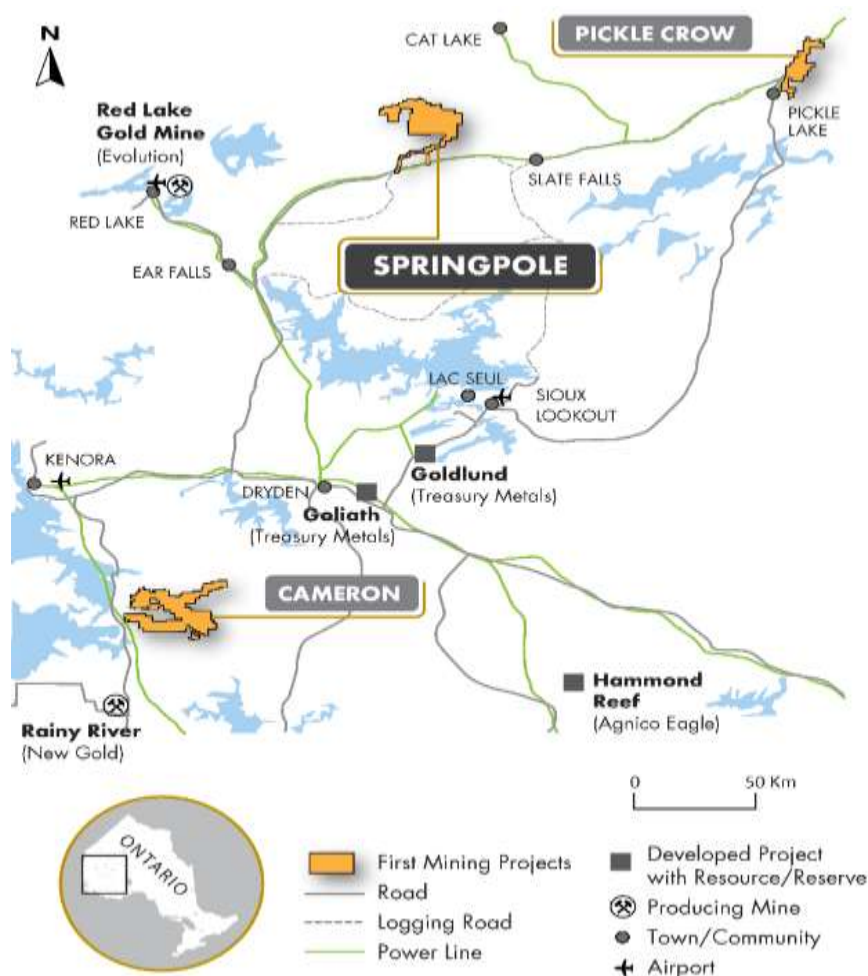 N
CAT LAKE
PICKLE CROW
Red Lake
Gold Mine
(Evolution)
PICKLE
LAKE
SLATE FALLS
RED LAKE
EAR FALLS
SPRINGPOLE
LAC SEUL
SIOUX
LOOKOUT
KENORA
Goldlund
(Treasury Metals)
DRYDEN
Goliath
(Treasury Metals)
CAMERON
Hammond
Reef
(Agnico Eagle)
Rainy River
(New Gold)
0 50 Km
ONTARIO
First Mining Projects
Road
Logging Road
Power Line
Developed Project
with Resource/Reserve
Producing Mine
Town/Community
Airport